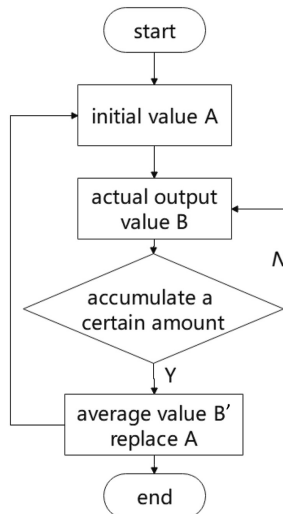 start
initial value A
actual output
value B
N
accumulate a
certain amount
Y
average value B'
replace A
end